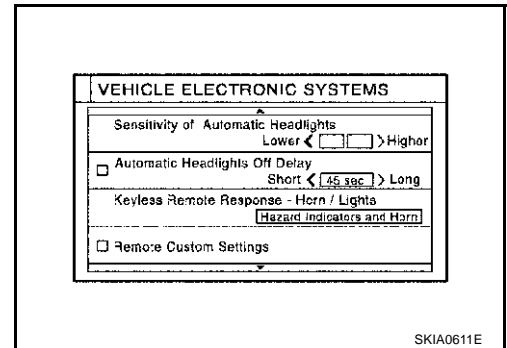 VEHICLE ELECTRONIC SYSTEMS
Sensitivity of Automatic Headlights
Lower < > Higher
Automatic Headlights Off Delay
Short < 45 sec > Long
Keyless Remote Response - Horn / Lights
Hazard Indicators and Horn
Remote Custom Settings
SKIA0611E